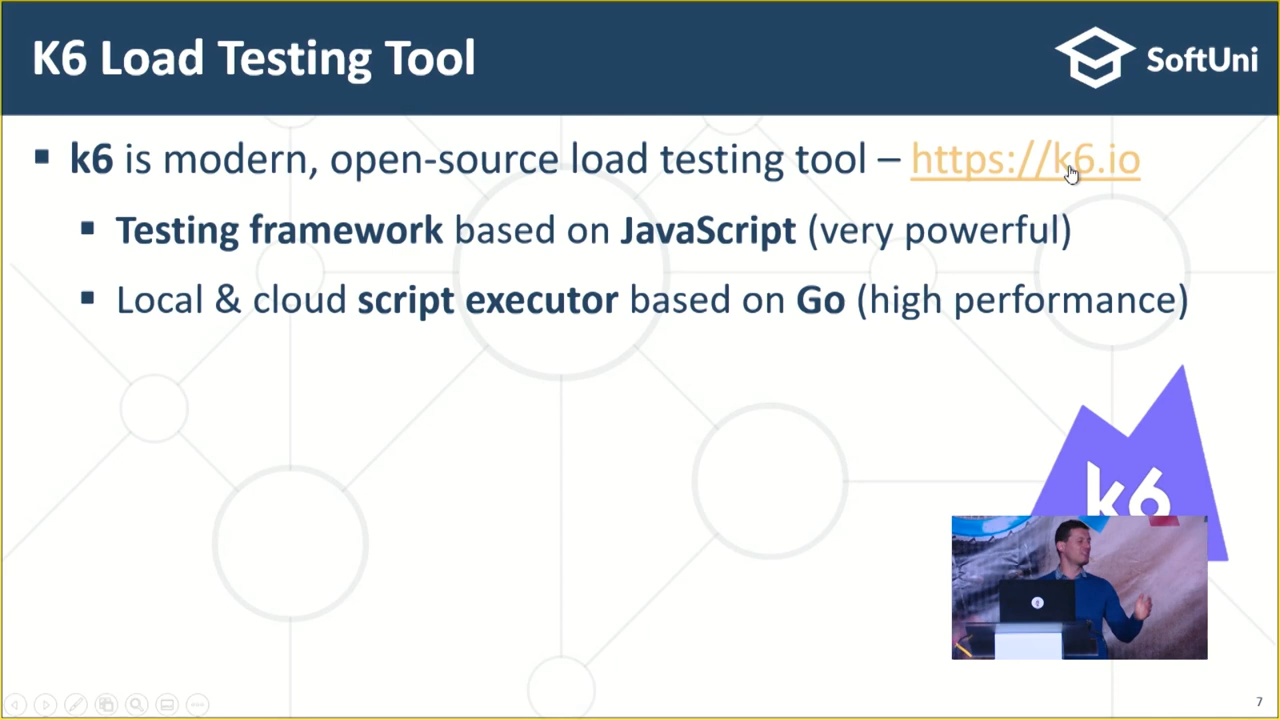 K6 Load Testing Tool
SoftUni
k6 is modern, open-source load testing tool – https://k6.io
Testing framework based on JavaScript (very powerful)
Local & cloud script executor based on Go (high performance)
k6
7